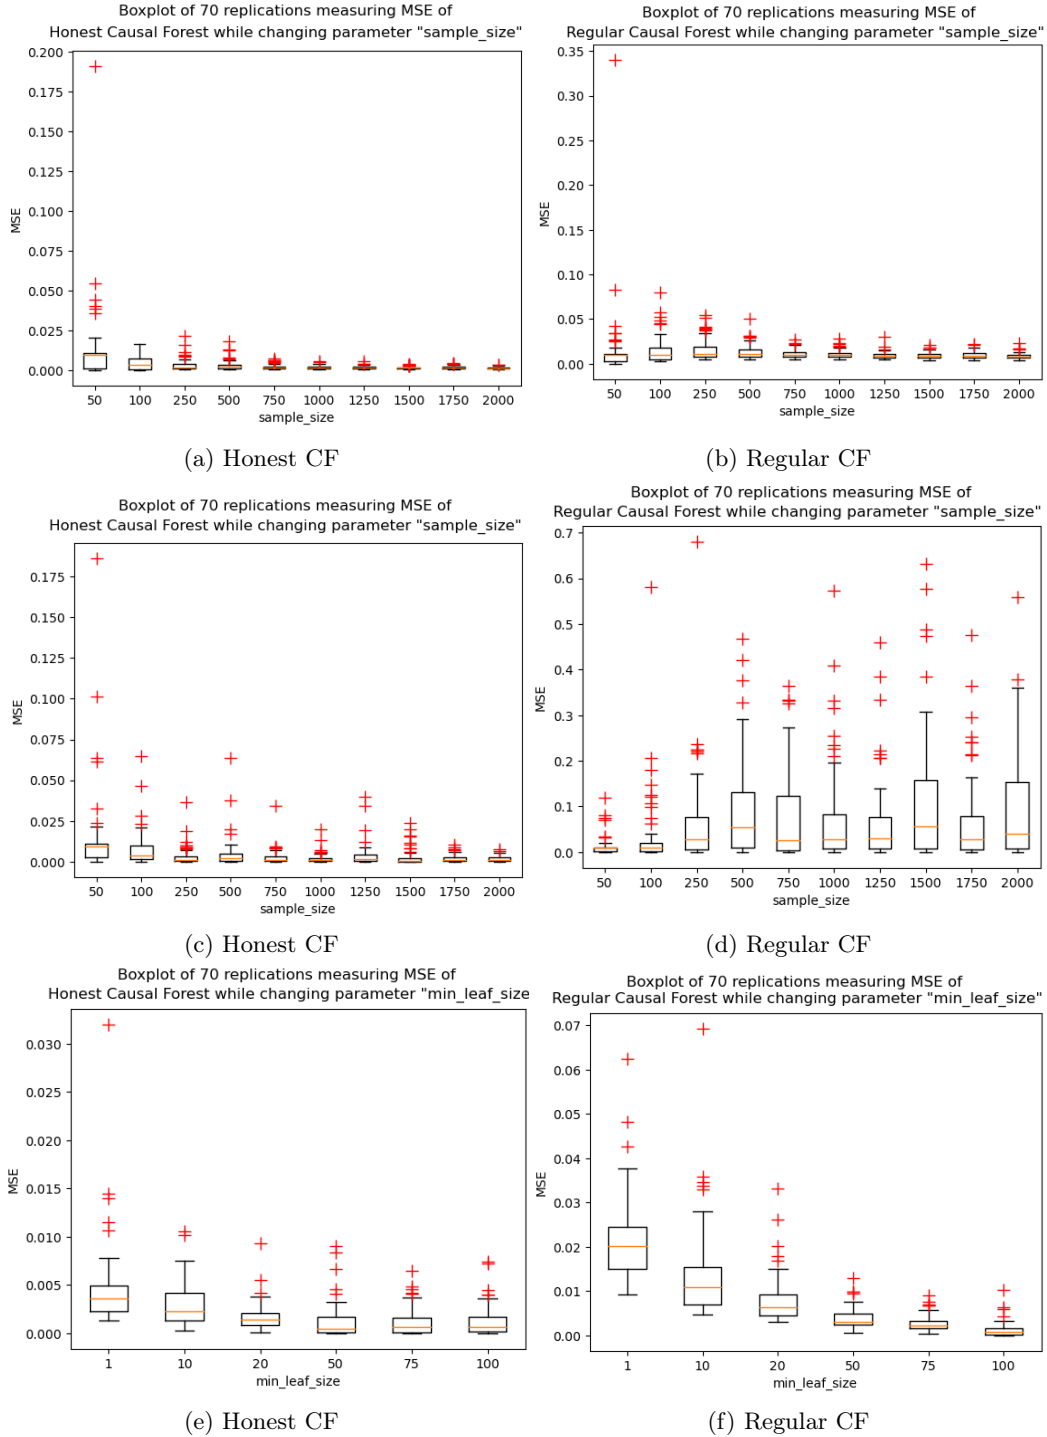 Boxplot of 70 replications measuring MSE of
Honest Causal Forest while changing parameter "sample_size"
0.200
0.175
0.150
0.125
0.100
0.075
0.050
0.025
0.000
MSE
50 100 250 500 750 1000 1250 1500 1750 2000
sample_size
(a) Honest CF
Boxplot of 70 replications measuring MSE of
Regular Causal Forest while changing parameter "sample_size"
0.35
0.30
0.25
0.20
0.15
0.10
0.05
0.00
MSE
50 100 250 500 750 1000 1250 1500 1750 2000
sample_size
(b) Regular CF
Boxplot of 70 replications measuring MSE of
Honest Causal Forest while changing parameter "sample_size"
0.175
0.150
0.125
0.100
0.075
0.050
0.025
0.000
MSE
50 100 250 500 750 1000 1250 1500 1750 2000
sample_size
(c) Honest CF
Boxplot of 70 replications measuring MSE of
Regular Causal Forest while changing parameter "sample_size"
0.7
0.6
0.5
0.4
0.3
0.2
0.1
0.0
MSE
50 100 250 500 750 1000 1250 1500 1750 2000
sample_size
(d) Regular CF
Boxplot of 70 replications measuring MSE of
Honest Causal Forest while changing parameter "min_leaf_size
0.030
0.025
0.020
0.015
0.010
0.005
0.000
MSE
1 10 20 50 75 100
min_leaf_size
(e) Honest CF
Boxplot of 70 replications measuring MSE of
Regular Causal Forest while changing parameter "min_leaf_size"
0.07
0.06
0.05
0.04
0.03
0.02
0.01
0.00
MSE
1 10 20 50 75 100
min_leaf_size
(f) Regular CF